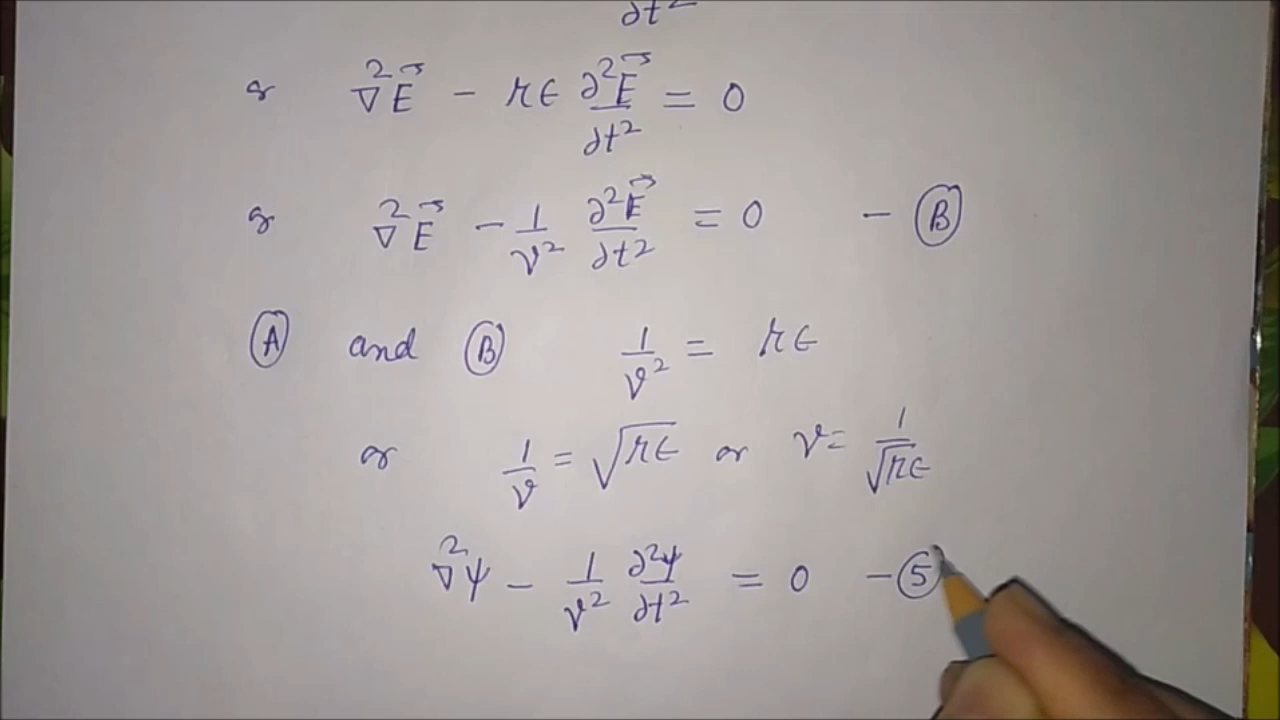 ∂t²
or ∇²E⃗ − με ∂²E⃗/∂t² = 0
or ∇²E⃗ − 1/v² ∂²E⃗/∂t² = 0 − Ⓑ
Ⓐ and Ⓑ 1/v² = με
or 1/v = √με or v = 1/√με
∇²ψ − 1/v² ∂²ψ/∂t² = 0 − ⑤